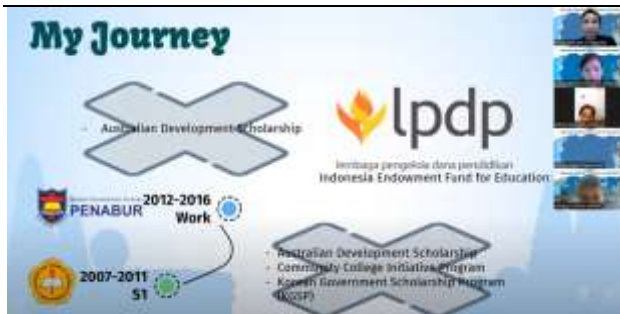 My Journey
- Australian Development Scholarship
lpdp
lembaga pengelola dana pendidikan
Indonesia Endowment Fund for Education
PENABUR
2012-2016
Work
2007-2011
S1
- Australian Development Scholarship
- Community College Initiative Program
- Korean Government Scholarship Program
(KGSP)